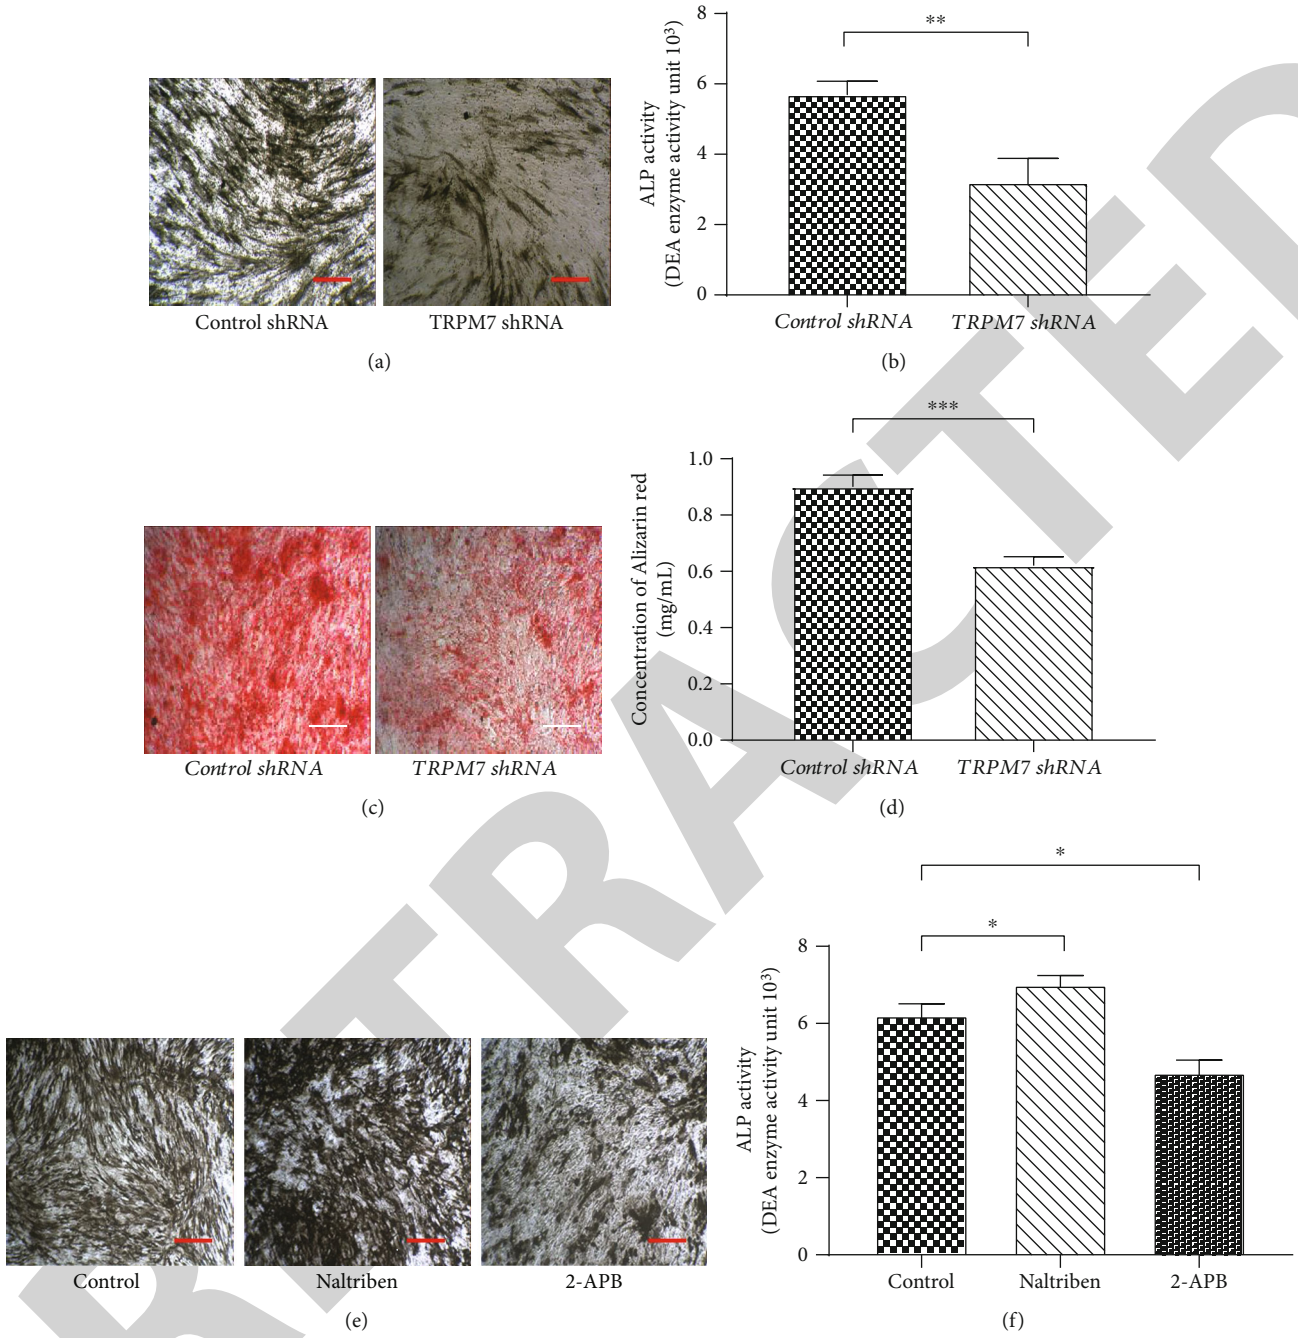 8
**
6
4
2
0
ALP activity
(DEA enzyme activity unit 10³)
Control shRNA
TRPM7 shRNA
(a)
Control shRNA
TRPM7 shRNA
(b)
***
1.0
0.8
0.6
0.4
0.2
0.0
Concentration of Alizarin red
(mg/mL)
Control shRNA
TRPM7 shRNA
(c)
Control shRNA
TRPM7 shRNA
(d)
*
*
8
6
4
2
0
ALP activity
(DEA enzyme activity unit 10³)
Control
Naltriben
2-APB
(e)
Control
Naltriben
2-APB
(f)
RETRACTED